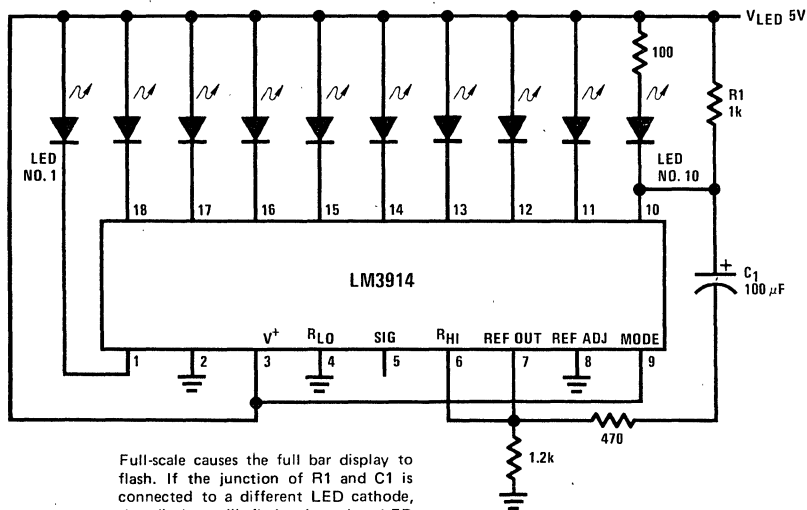 VLED 5V
100
R1
1k
LED
NO. 1
LED
NO. 10
18 17 16 15 14 13 12 11 10
LM3914
C1
100 μF
V+ RLO SIG RHI REF OUT REF ADJ MODE
1 2 3 4 5 6 7 8 9
470
1.2k
Full-scale causes the full bar display to
flash. If the junction of R1 and C1 is
connected to a different LED cathode,